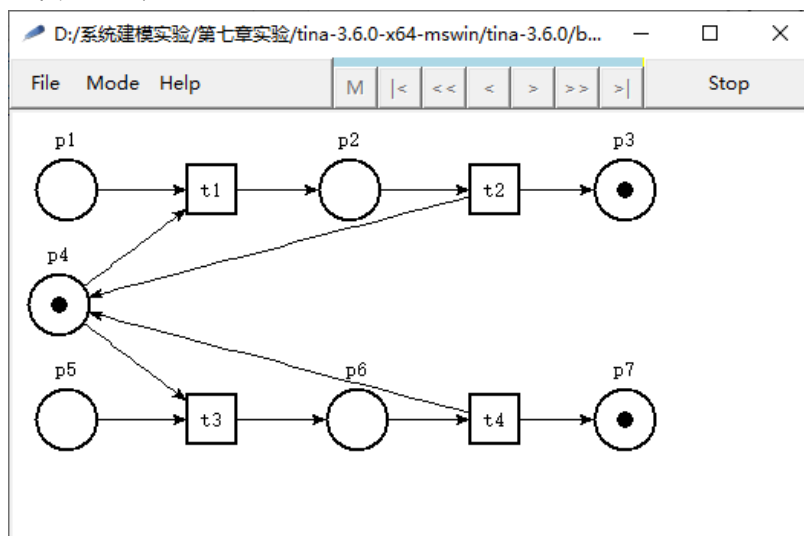 D:/系统建模实验/第七章实验/tina-3.6.0-x64-mswin/tina-3.6.0/b...
File Mode Help M |< << < > >> >| Stop
p1 p2 p3
t1 t2
p4
p5 p6 p7
t3 t4